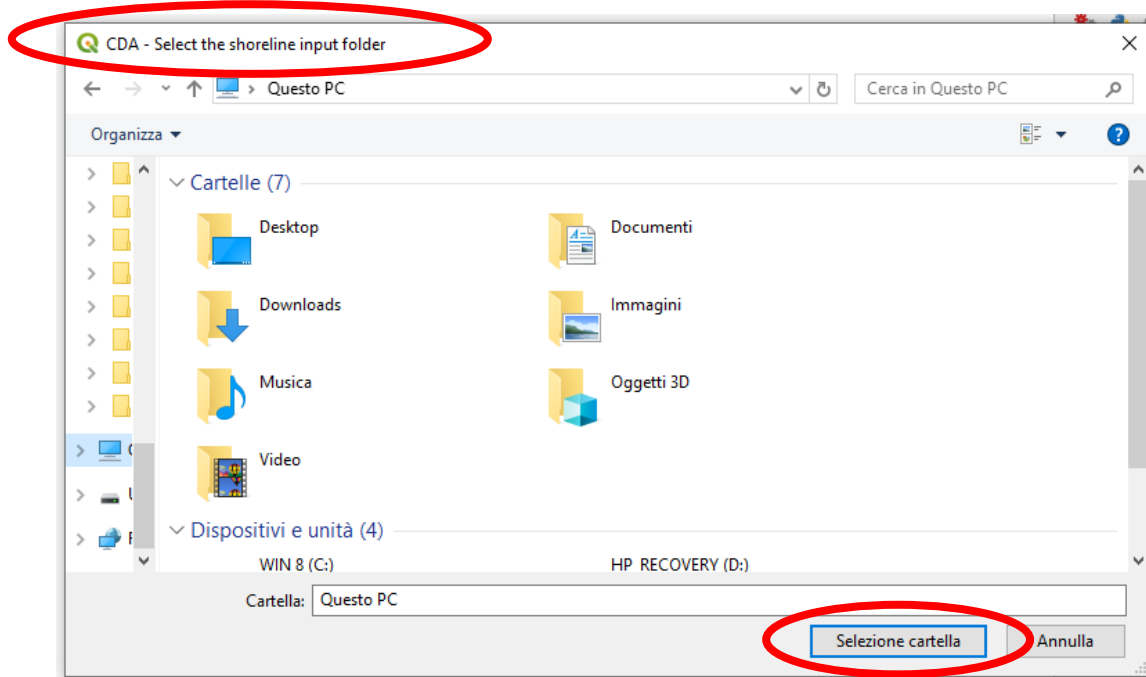 CDA - Select the shoreline input folder
Questo PC
Cerca in Questo PC
Organizza
Cartelle (7)
Desktop
Documenti
Downloads
Immagini
Musica
Oggetti 3D
Video
Dispositivi e unità (4)
WIN 8 (C:)
HP_RECOVERY (D:)
Cartella: Questo PC
Selezione cartella
Annulla